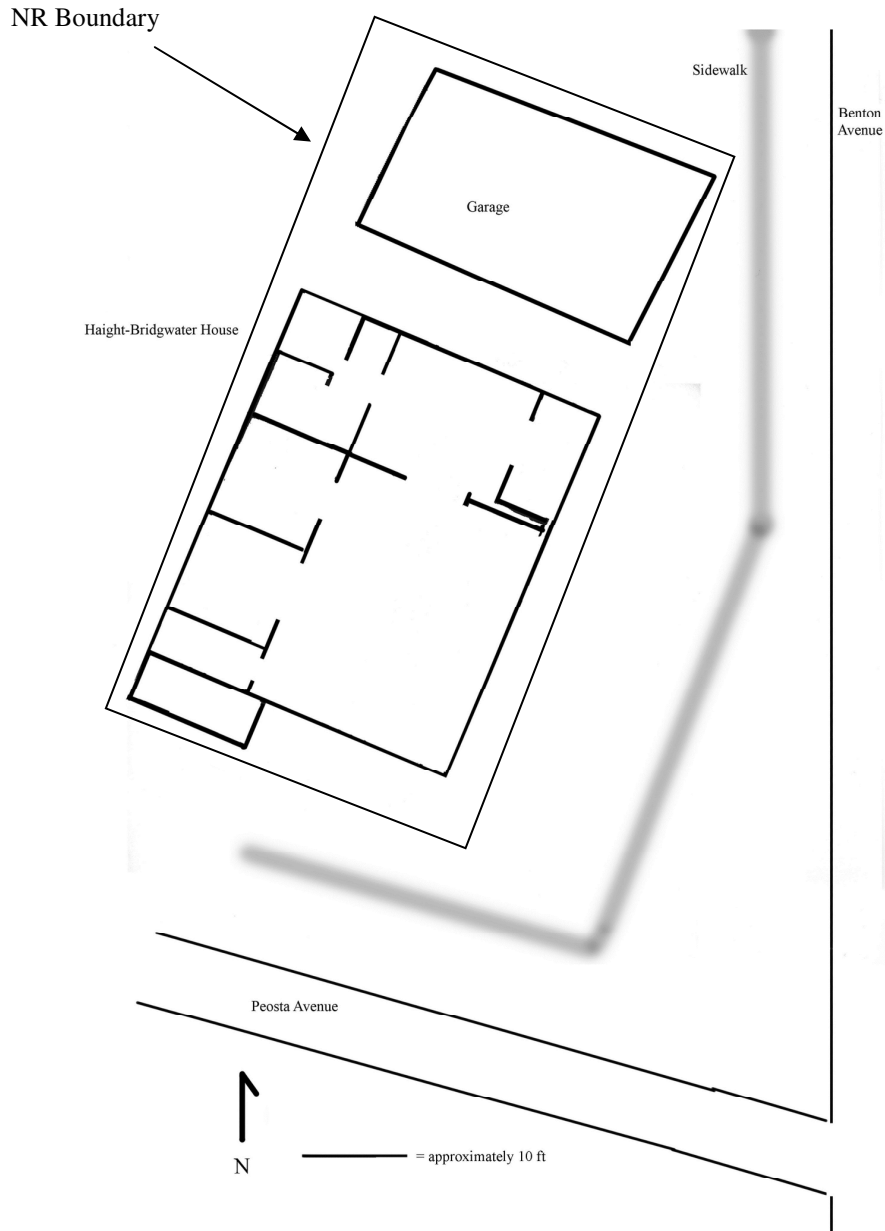 NR Boundary
Sidewalk
Benton
Avenue
Garage
Haight-Bridgwater House
Peosta Avenue
N
= approximately 10 ft